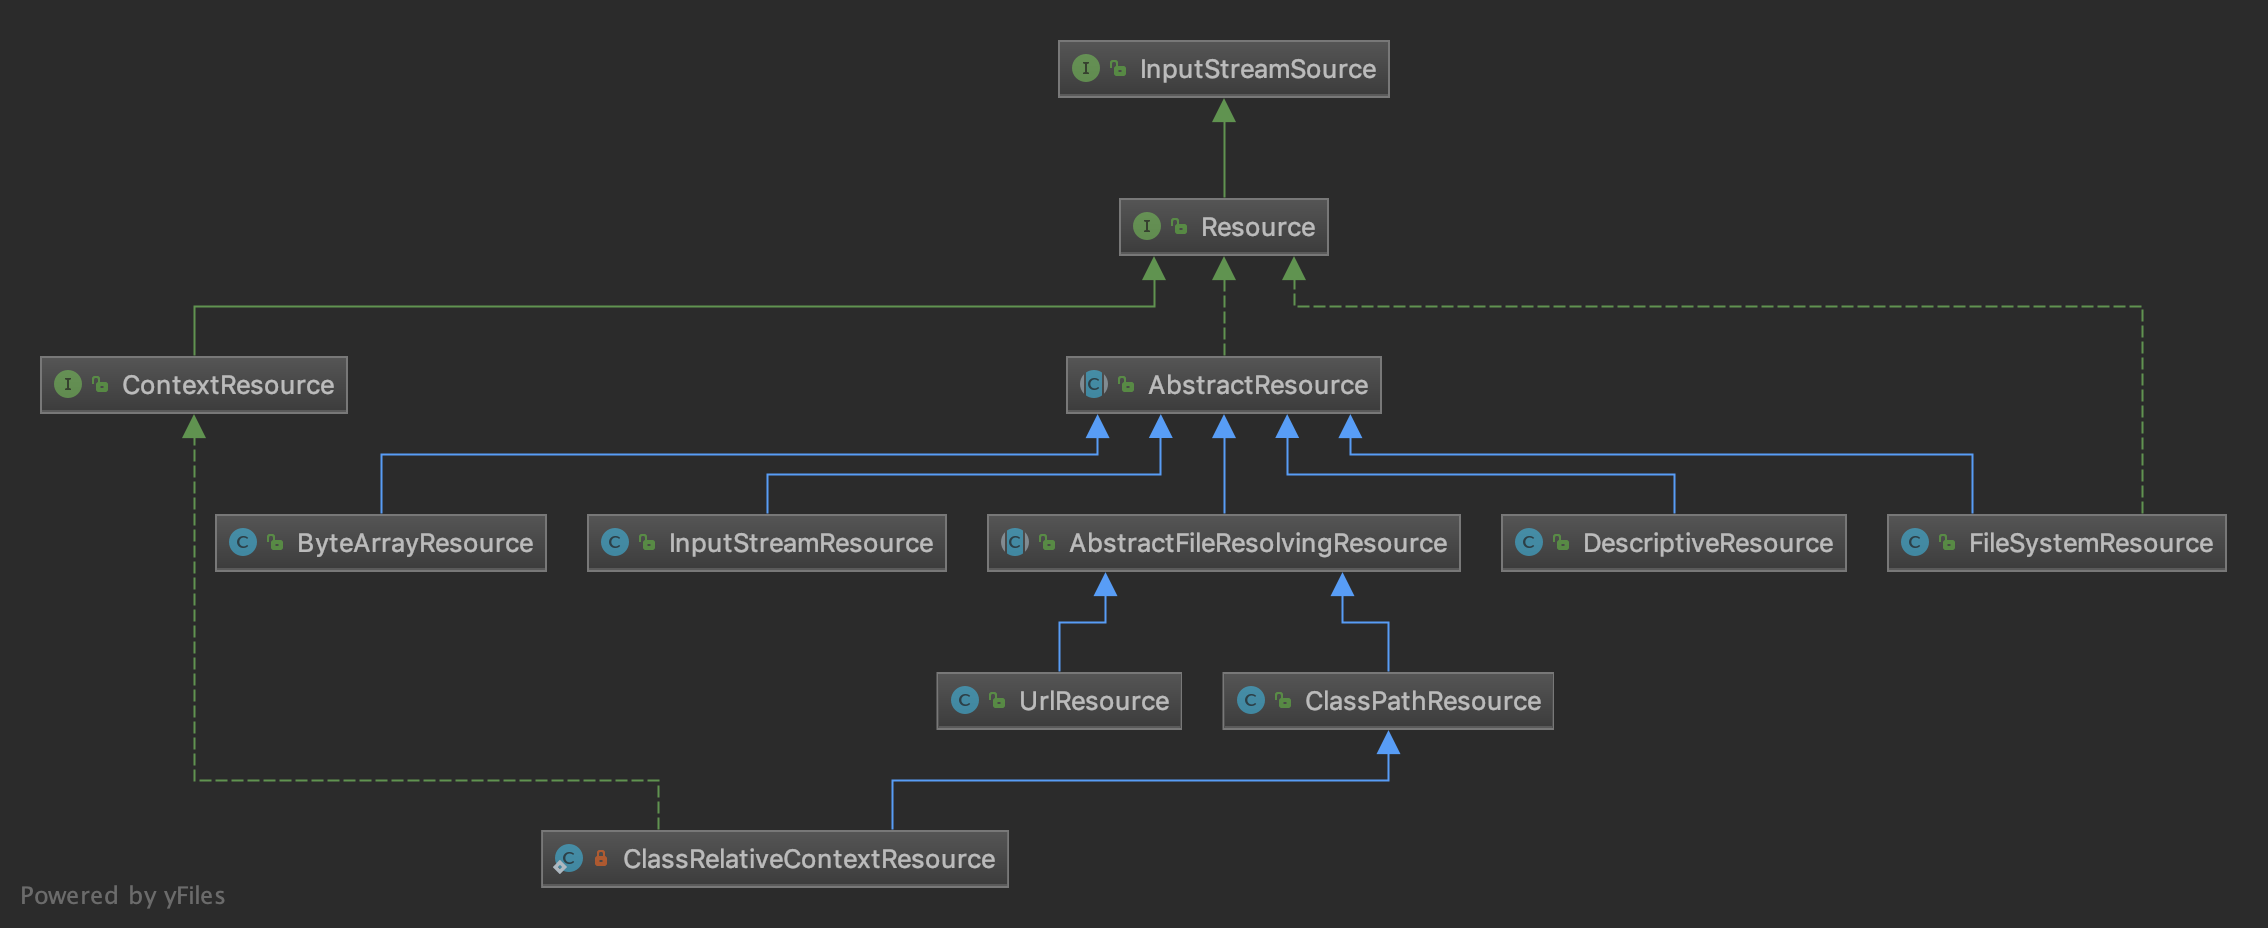 I InputStreamSource
I Resource
I ContextResource
C AbstractResource
C ByteArrayResource
C InputStreamResource
C AbstractFileResolvingResource
C DescriptiveResource
C FileSystemResource
C UrlResource
C ClassPathResource
C ClassRelativeContextResource
Powered by yFiles